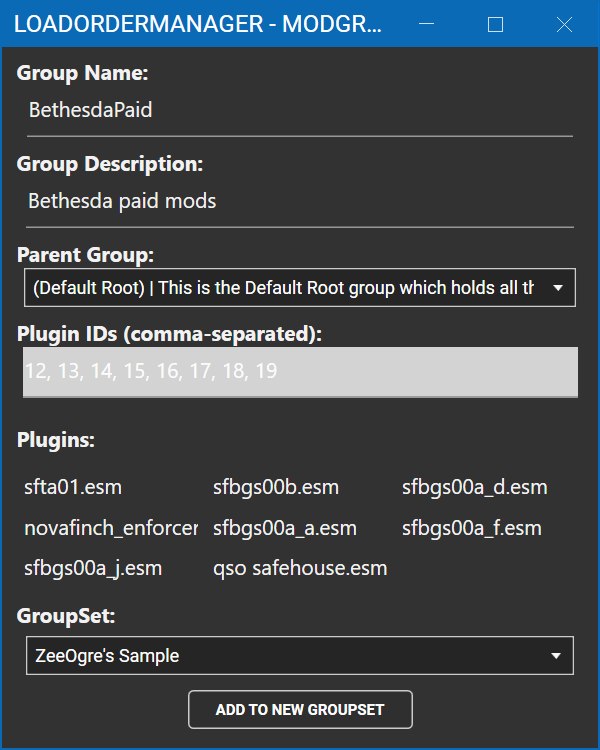 LOADORDERMANAGER - MODGR...
Group Name:
BethesdaPaid
Group Description:
Bethesda paid mods
Parent Group:
(Default Root) | This is the Default Root group which holds all th
Plugin IDs (comma-separated):
12, 13, 14, 15, 16, 17, 18, 19
Plugins:
sfta01.esm sfbgs00b.esm sfbgs00a_d.esm
novafinch_enforcer sfbgs00a_a.esm sfbgs00a_f.esm
sfbgs00a_j.esm qso safehouse.esm
GroupSet:
ZeeOgre's Sample
ADD TO NEW GROUPSET